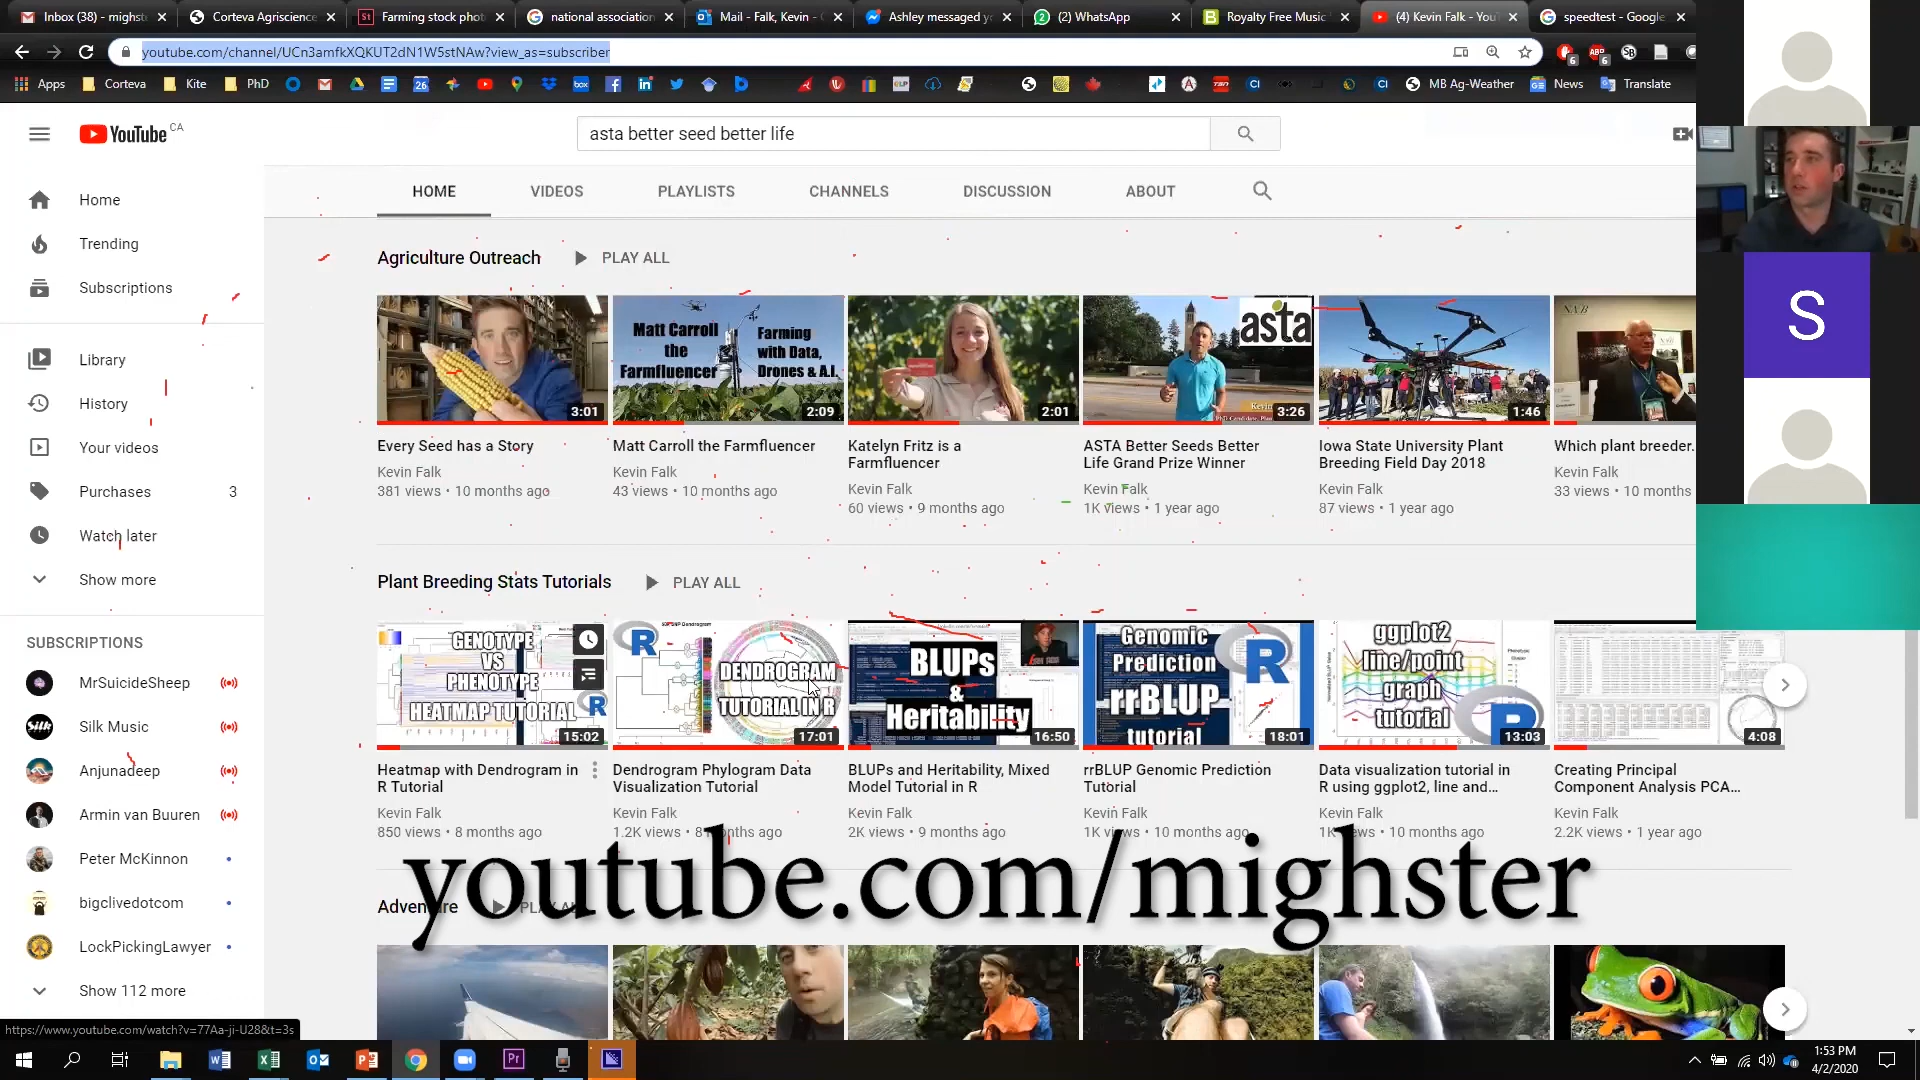 Inbox (38) - mighst
Corteva Agriscience
Farming stock phot
national association
Mail - Falk, Kevin -
Ashley messaged y
(2) WhatsApp
Royalty Free Music
(4) Kevin Falk - You
speedtest - Google
youtube.com/channel/UCn3amfkXQKUT2dN1W5stNAw?view_as=subscriber
Apps
Corteva
Kite
PhD
MB Ag-Weather
News
Translate
YouTube CA
asta better seed better life
HOME
VIDEOS
PLAYLISTS
CHANNELS
DISCUSSION
ABOUT
Home
Trending
Subscriptions
Library
History
Your videos
Purchases 3
Watch later
Show more
SUBSCRIPTIONS
MrSuicideSheep
Silk Music
Anjunadeep
Armin van Buuren
Peter McKinnon
bigclivedotcom
LockPickingLawyer
Show 112 more
Agriculture Outreach
PLAY ALL
3:01
Every Seed has a Story
Kevin Falk
381 views • 10 months ago
Matt Carroll
the
Farmfluencer
Farming
with Data,
Drones & A.I.
2:09
Matt Carroll the Farmfluencer
Kevin Falk
43 views • 10 months ago
2:01
Katelyn Fritz is a
Farmfluencer
Kevin Falk
60 views • 9 months ago
asta
3:26
ASTA Better Seeds Better
Life Grand Prize Winner
Kevin Falk
1K views • 1 year ago
1:46
Iowa State University Plant
Breeding Field Day 2018
Kevin Falk
87 views • 1 year ago
Which plant breeder.
Kevin Falk
33 views • 10 months
S
Plant Breeding Stats Tutorials
PLAY ALL
GENOTYPE
VS
PHENOTYPE
HEATMAP TUTORIAL
R
15:02
Heatmap with Dendrogram in
R Tutorial
Kevin Falk
850 views • 8 months ago
R
DENDROGRAM
TUTORIAL IN R
17:01
Dendrogram Phylogram Data
Visualization Tutorial
Kevin Falk
1.2K views • 8 months ago
BLUPs
&
Heritability
16:50
BLUPs and Heritability, Mixed
Model Tutorial in R
Kevin Falk
2K views • 9 months ago
Genomic
Prediction
rrBLUP
tutorial
R
18:01
rrBLUP Genomic Prediction
Tutorial
Kevin Falk
1K views • 10 months ago
ggplot2
line/point
graph
tutorial
R
13:03
Data visualization tutorial in
R using ggplot2, line and...
Kevin Falk
1K views • 10 months ago
4:08
Creating Principal
Component Analysis PCA...
Kevin Falk
2.2K views • 1 year ago
youtube.com/mighster
Adventure
PLAY ALL
https://www.youtube.com/watch?v=77Aa-ji-U28&t=3s
1:53 PM
4/2/2020